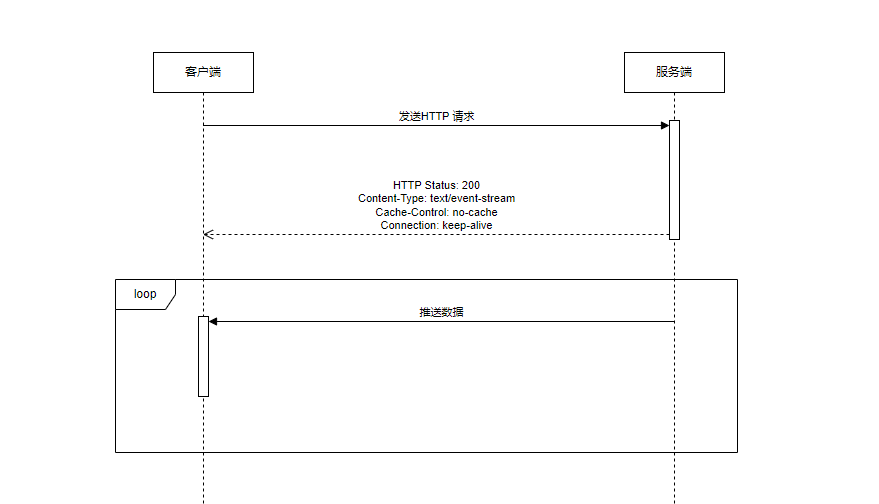 客户端
服务端
发送HTTP 请求
HTTP Status: 200
Content-Type: text/event-stream
Cache-Control: no-cache
Connection: keep-alive
loop
推送数据